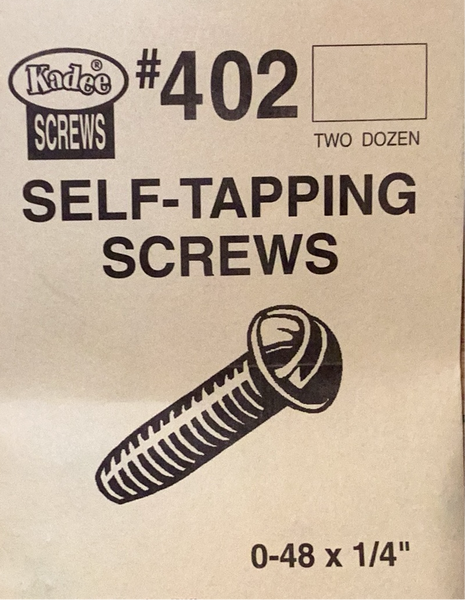 Kadee®
SCREWS
#402
TWO DOZEN
SELF-TAPPING
SCREWS
0-48 x 1/4"